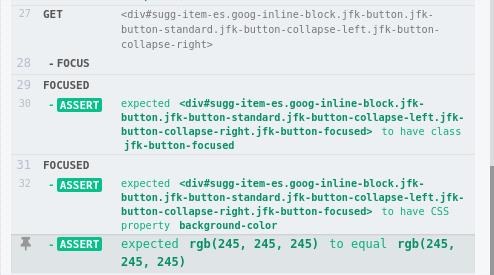 27 GET <div#sugg-item-es.goog-inline-block.jfk-button.jfk-
button-standard.jfk-button-collapse-left.jfk-button-
collapse-right>
28 -FOCUS
29 FOCUSED
30 -ASSERT expected <div#sugg-item-es.goog-inline-block.jfk-
button.jfk-button-standard.jfk-button-collapse-left.jfk-
button-collapse-right.jfk-button-focused> to have class
jfk-button-focused
31 FOCUSED
32 -ASSERT expected <div#sugg-item-es.goog-inline-block.jfk-
button.jfk-button-standard.jfk-button-collapse-left.jfk-
button-collapse-right.jfk-button-focused> to have CSS
property background-color
-ASSERT expected rgb(245, 245, 245) to equal rgb(245,
245, 245)